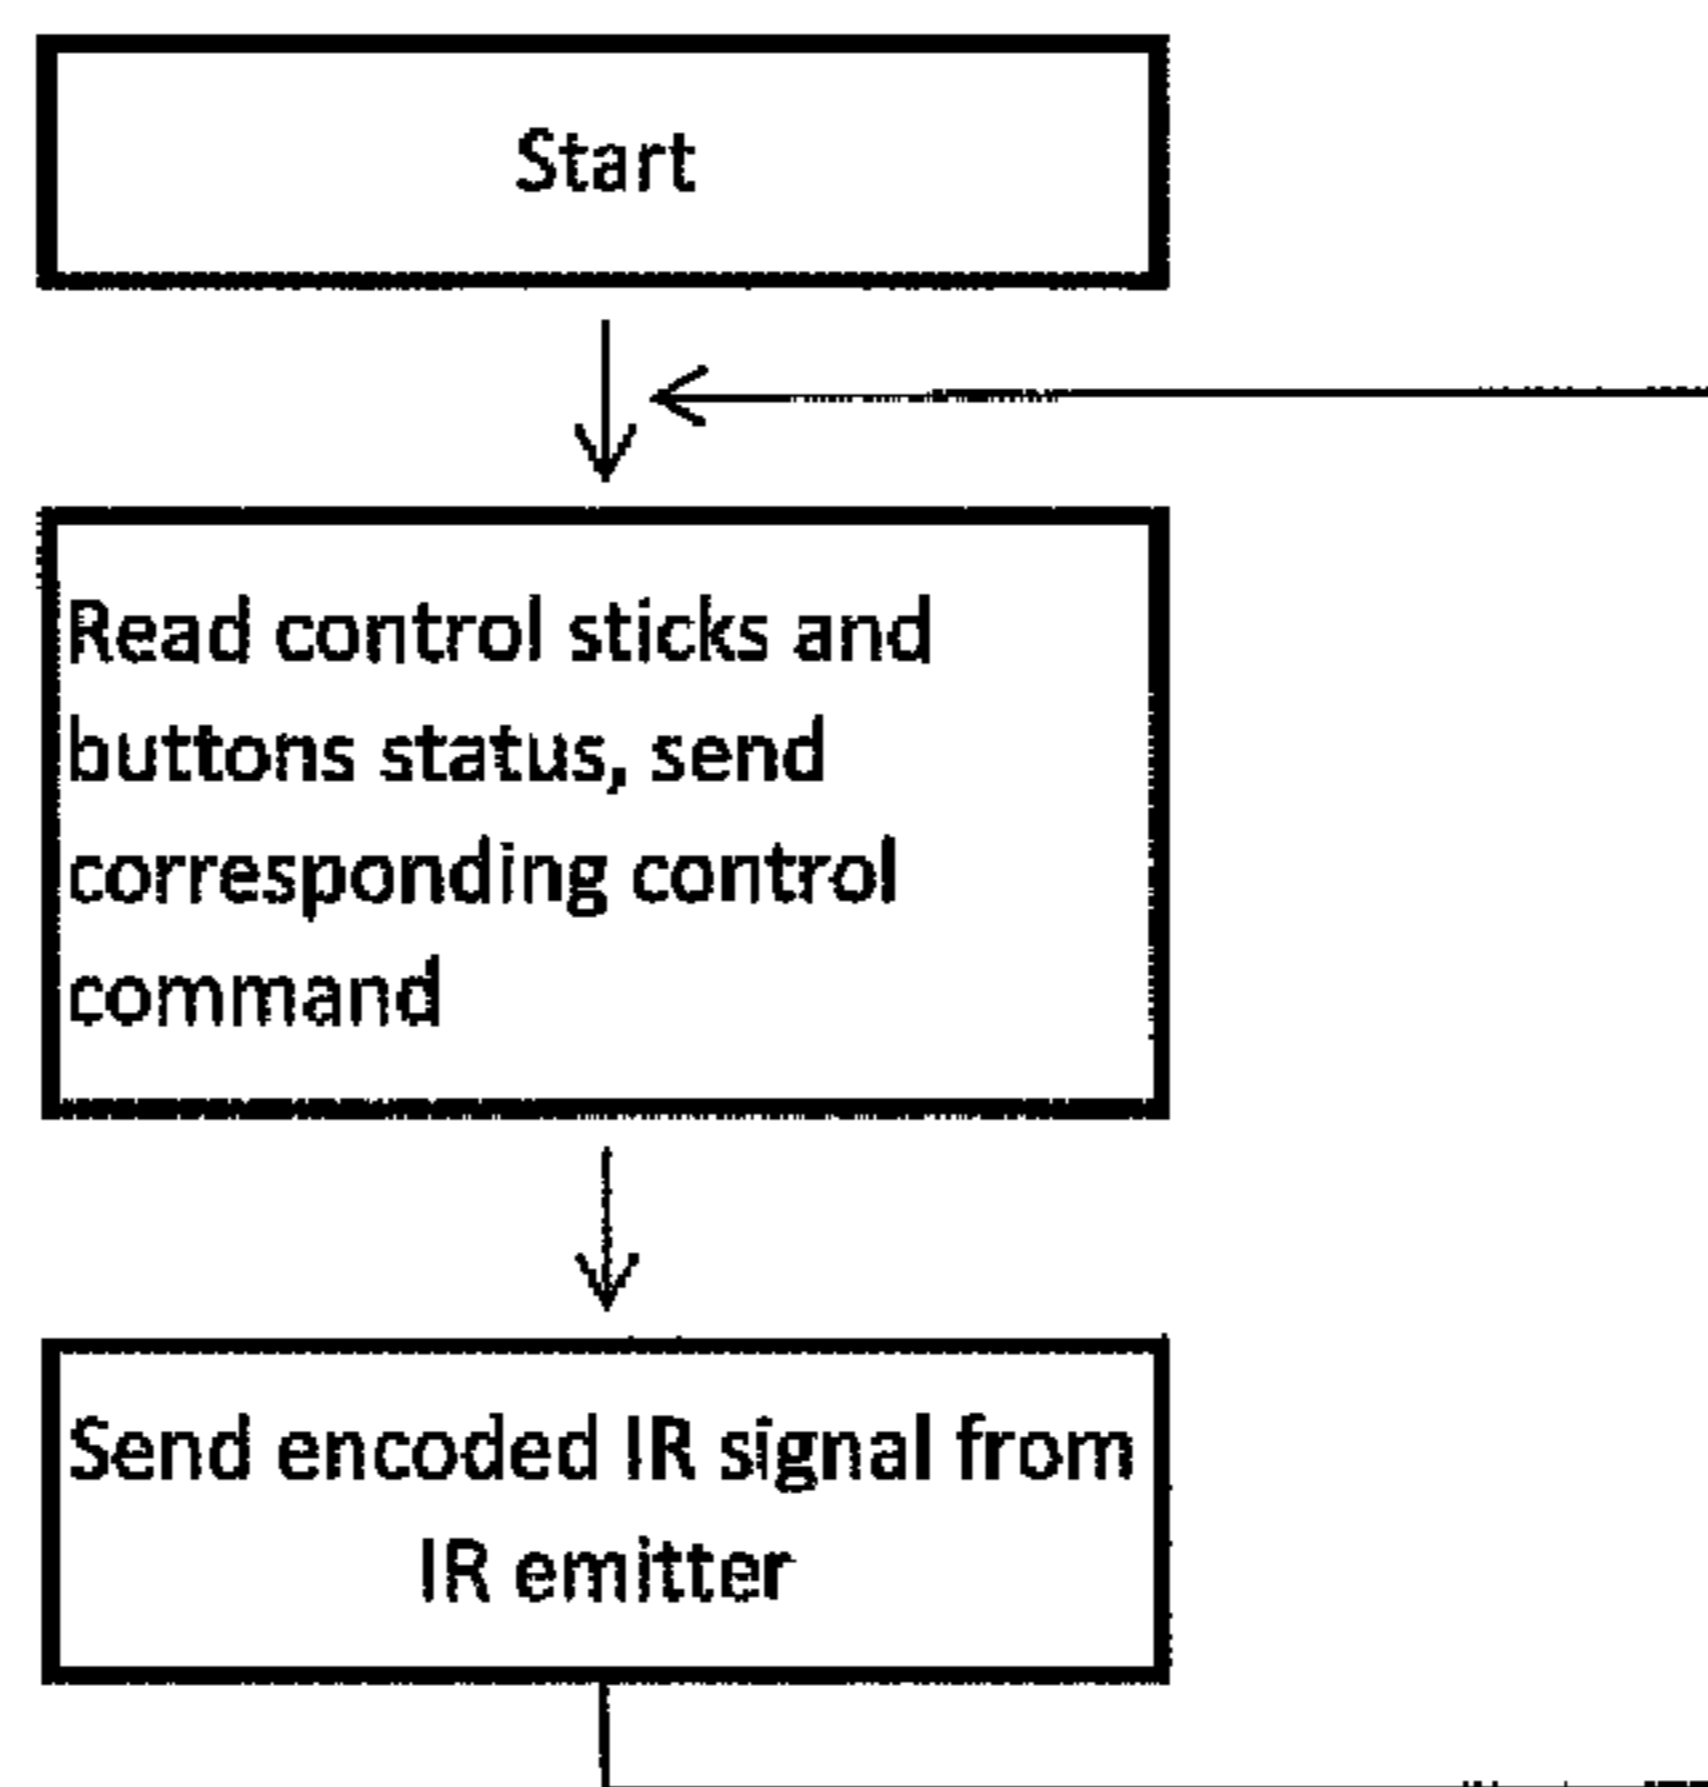 Start
Read control sticks and
buttons status, send
corresponding control
command
Send encoded IR signal from
IR emitter